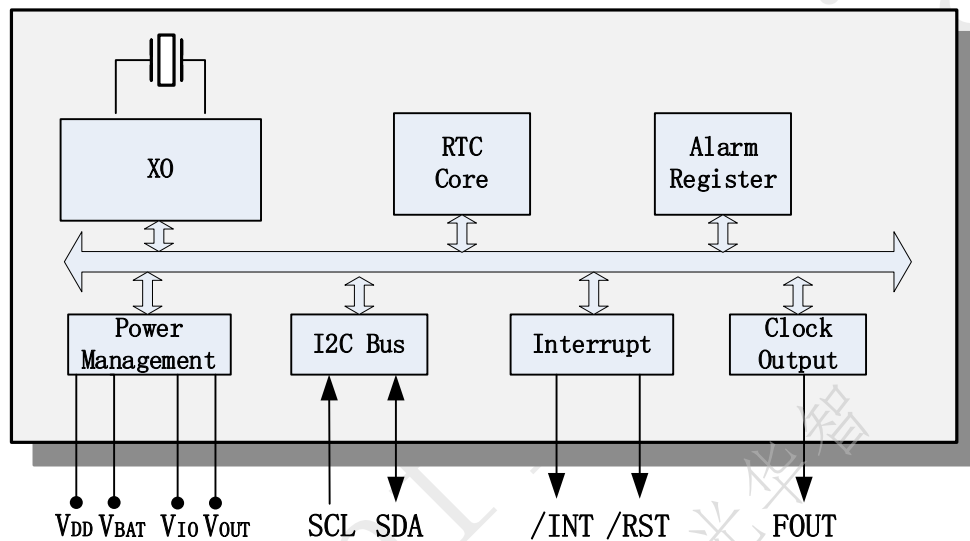 XO
RTC
Core
Alarm
Register
Power
Management
I2C Bus
Interrupt
Clock
Output
VDD VBAT VIO VOUT SCL SDA /INT /RST FOUT